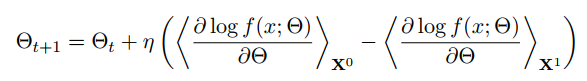 Θ_{t+1} = Θ_t + η ( ⟨ ∂ log f(x; Θ) / ∂Θ ⟩_{X^0} − ⟨ ∂ log f(x; Θ) / ∂Θ ⟩_{X^1} )